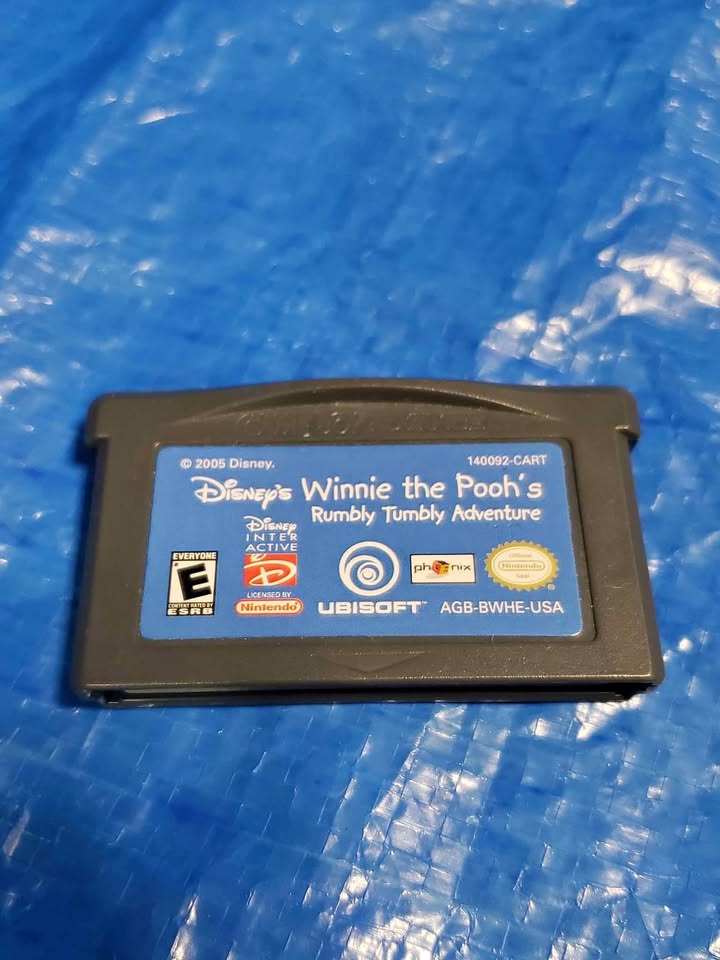 © 2005 Disney. 140092-CART
Disney's Winnie the Pooh's
Rumbly Tumbly Adventure
Disney
INTER
ACTIVE
EVERYONE
E
CONTENT RATED BY
ESRB
LICENSED BY
Nintendo
UBISOFT™
phoenix
Official
Nintendo
Seal
®
AGB-BWHE-USA